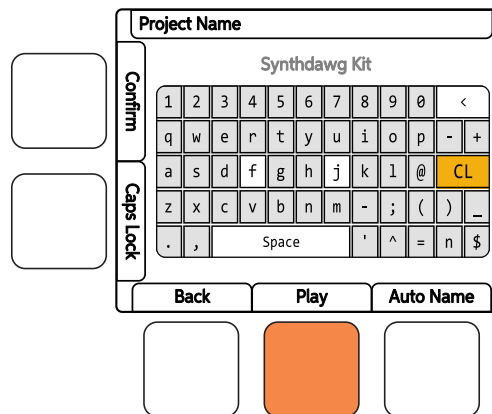 Project Name
Synthdawg Kit
Confirm
1 2 3 4 5 6 7 8 9 0 <
q w e r t y u i o p - +
a s d f g h j k l @ CL
Caps Lock
z x c v b n m - ; ( ) _
. , Space ' ^ = n $
Back Play Auto Name